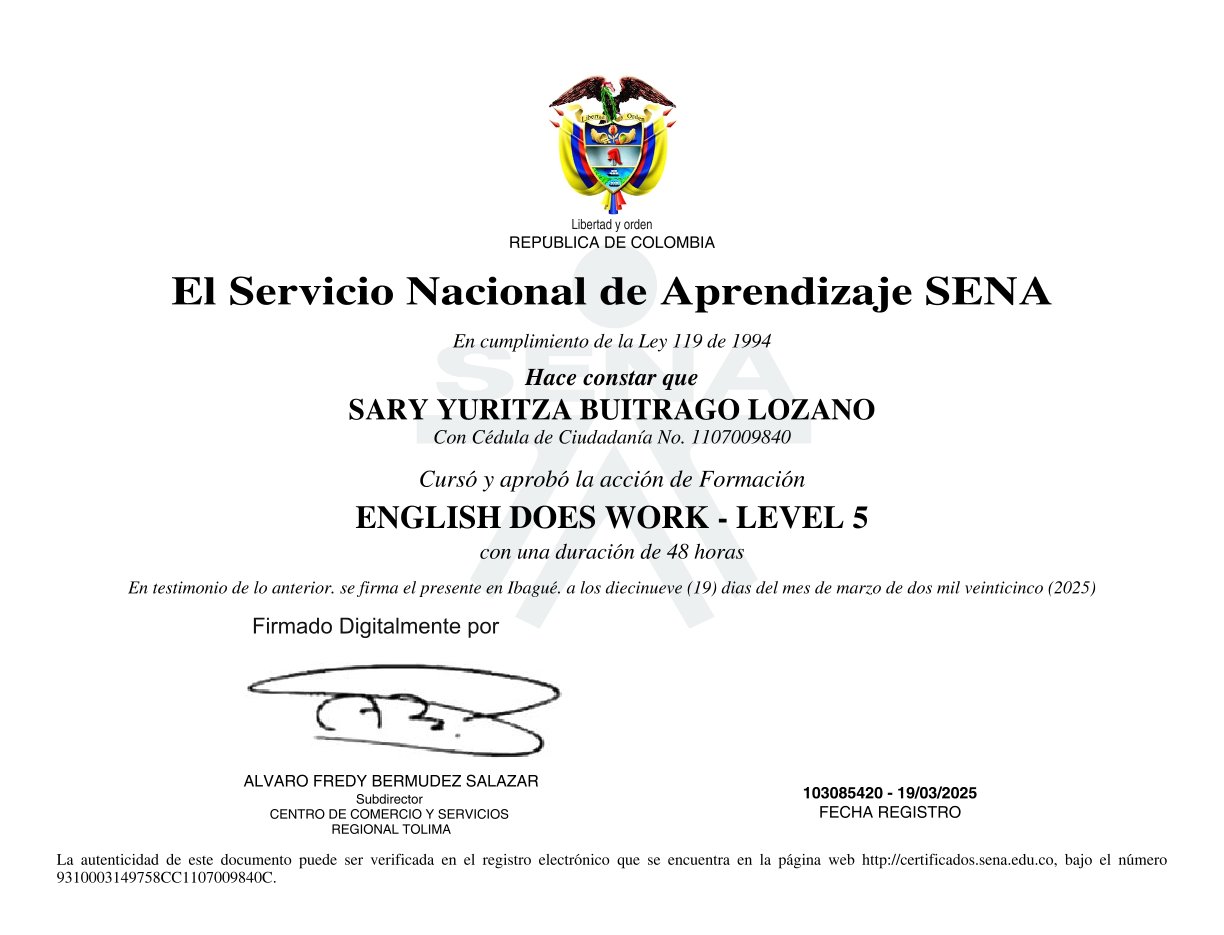 Libertad y Orden
Libertad y orden
REPÚBLICA DE COLOMBIA
El Servicio Nacional de Aprendizaje SENA
En cumplimiento de la Ley 119 de 1994
SENA
Hace constar que
SARY YURITZA BUITRAGO LOZANO
Con Cédula de Ciudadanía No. 1107009840
Cursó y aprobó la acción de Formación
ENGLISH DOES WORK - LEVEL 5
con una duración de 48 horas
En testimonio de lo anterior. se firma el presente en Ibagué. a los diecinueve (19) dias del mes de marzo de dos mil veinticinco (2025)
Firmado Digitalmente por
ALVARO FREDY BERMUDEZ SALAZAR
Subdirector
CENTRO DE COMERCIO Y SERVICIOS
REGIONAL TOLIMA
103085420 - 19/03/2025
FECHA REGISTRO
La autenticidad de este documento puede ser verificada en el registro electrónico que se encuentra en la página web http://certificados.sena.edu.co, bajo el número
9310003149758CC1107009840C.